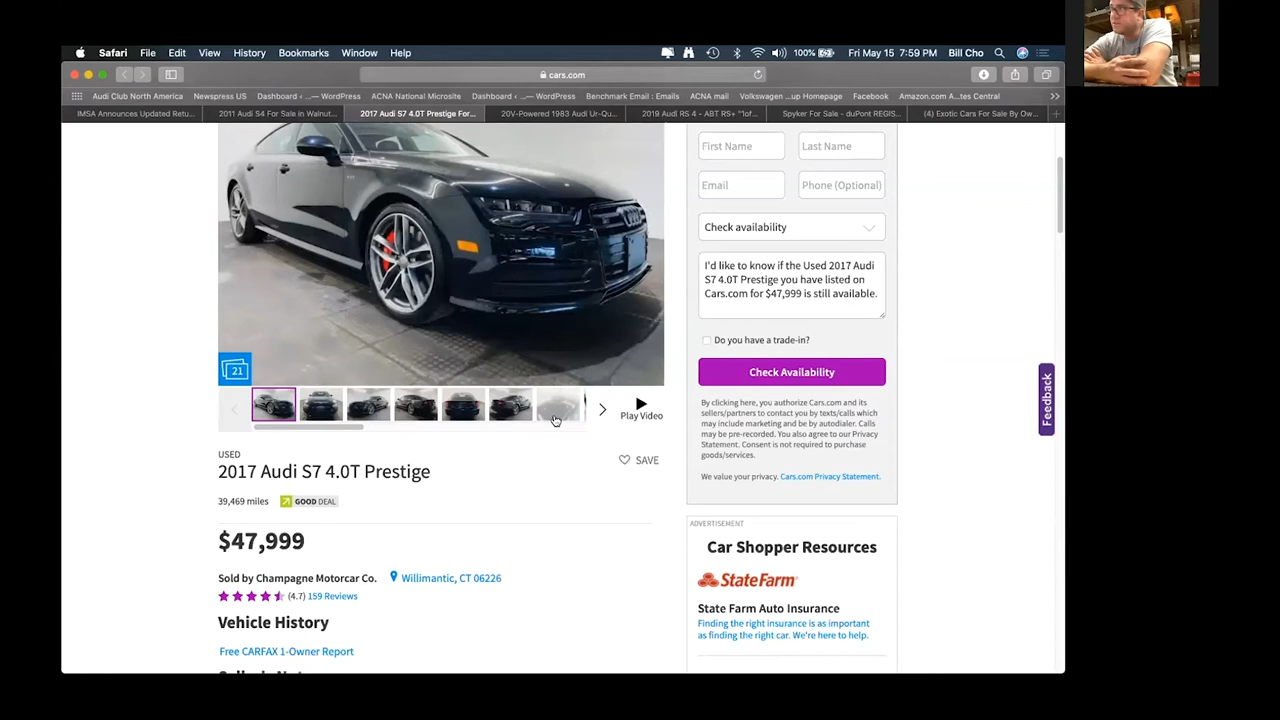 Safari File Edit View History Bookmarks Window Help
100% Fri May 15 7:59 PM Bill Cho
cars.com
Audi Club North America Newspress US Dashboard ‹ ...— WordPress ACNA National Microsite Dashboard ‹ ...— WordPress Benchmark Email : Emails ACNA mail Volkswagen ...up Homepage Facebook Amazon.com A...tes Central
IMSA Announces Updated Retu... 2011 Audi S4 For Sale in Walnut... 2017 Audi S7 4.0T Prestige For... 20V-Powered 1983 Audi Ur-Qu... 2019 Audi RS 4 - ABT RS+ "1of... Spyker For Sale - duPont REGIS... (4) Exotic Cars For Sale By Ow...
First Name Last Name
Email Phone (Optional)
Check availability
I'd like to know if the Used 2017 Audi
S7 4.0T Prestige you have listed on
Cars.com for $47,999 is still available.
Do you have a trade-in?
Check Availability
By clicking here, you authorize Cars.com and its
sellers/partners to contact you by texts/calls which
may include marketing and be by autodialer. Calls
may be pre-recorded. You also agree to our Privacy
Statement. Consent is not required to purchase
goods/services.
We value your privacy. Cars.com Privacy Statement.
Feedback
21
Play Video
USED
2017 Audi S7 4.0T Prestige
SAVE
39,469 miles GOOD DEAL
$47,999
Sold by Champagne Motorcar Co. Willimantic, CT 06226
(4.7) 159 Reviews
Vehicle History
Free CARFAX 1-Owner Report
ADVERTISEMENT
Car Shopper Resources
StateFarm
State Farm Auto Insurance
Finding the right insurance is as important
as finding the right car. We're here to help.